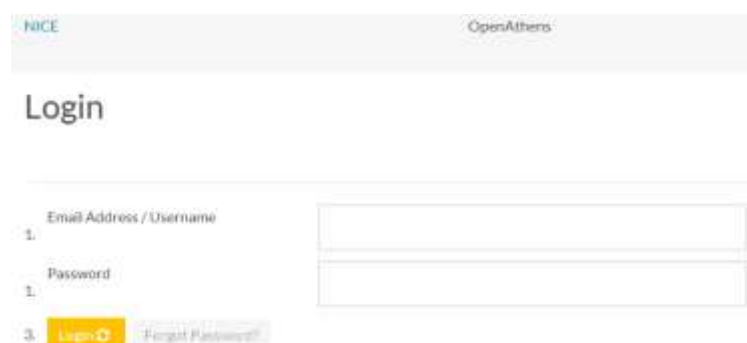 NICE OpenAthens
Login
Email Address / Username
1.
Password
1.
3. Login Forgot Password?